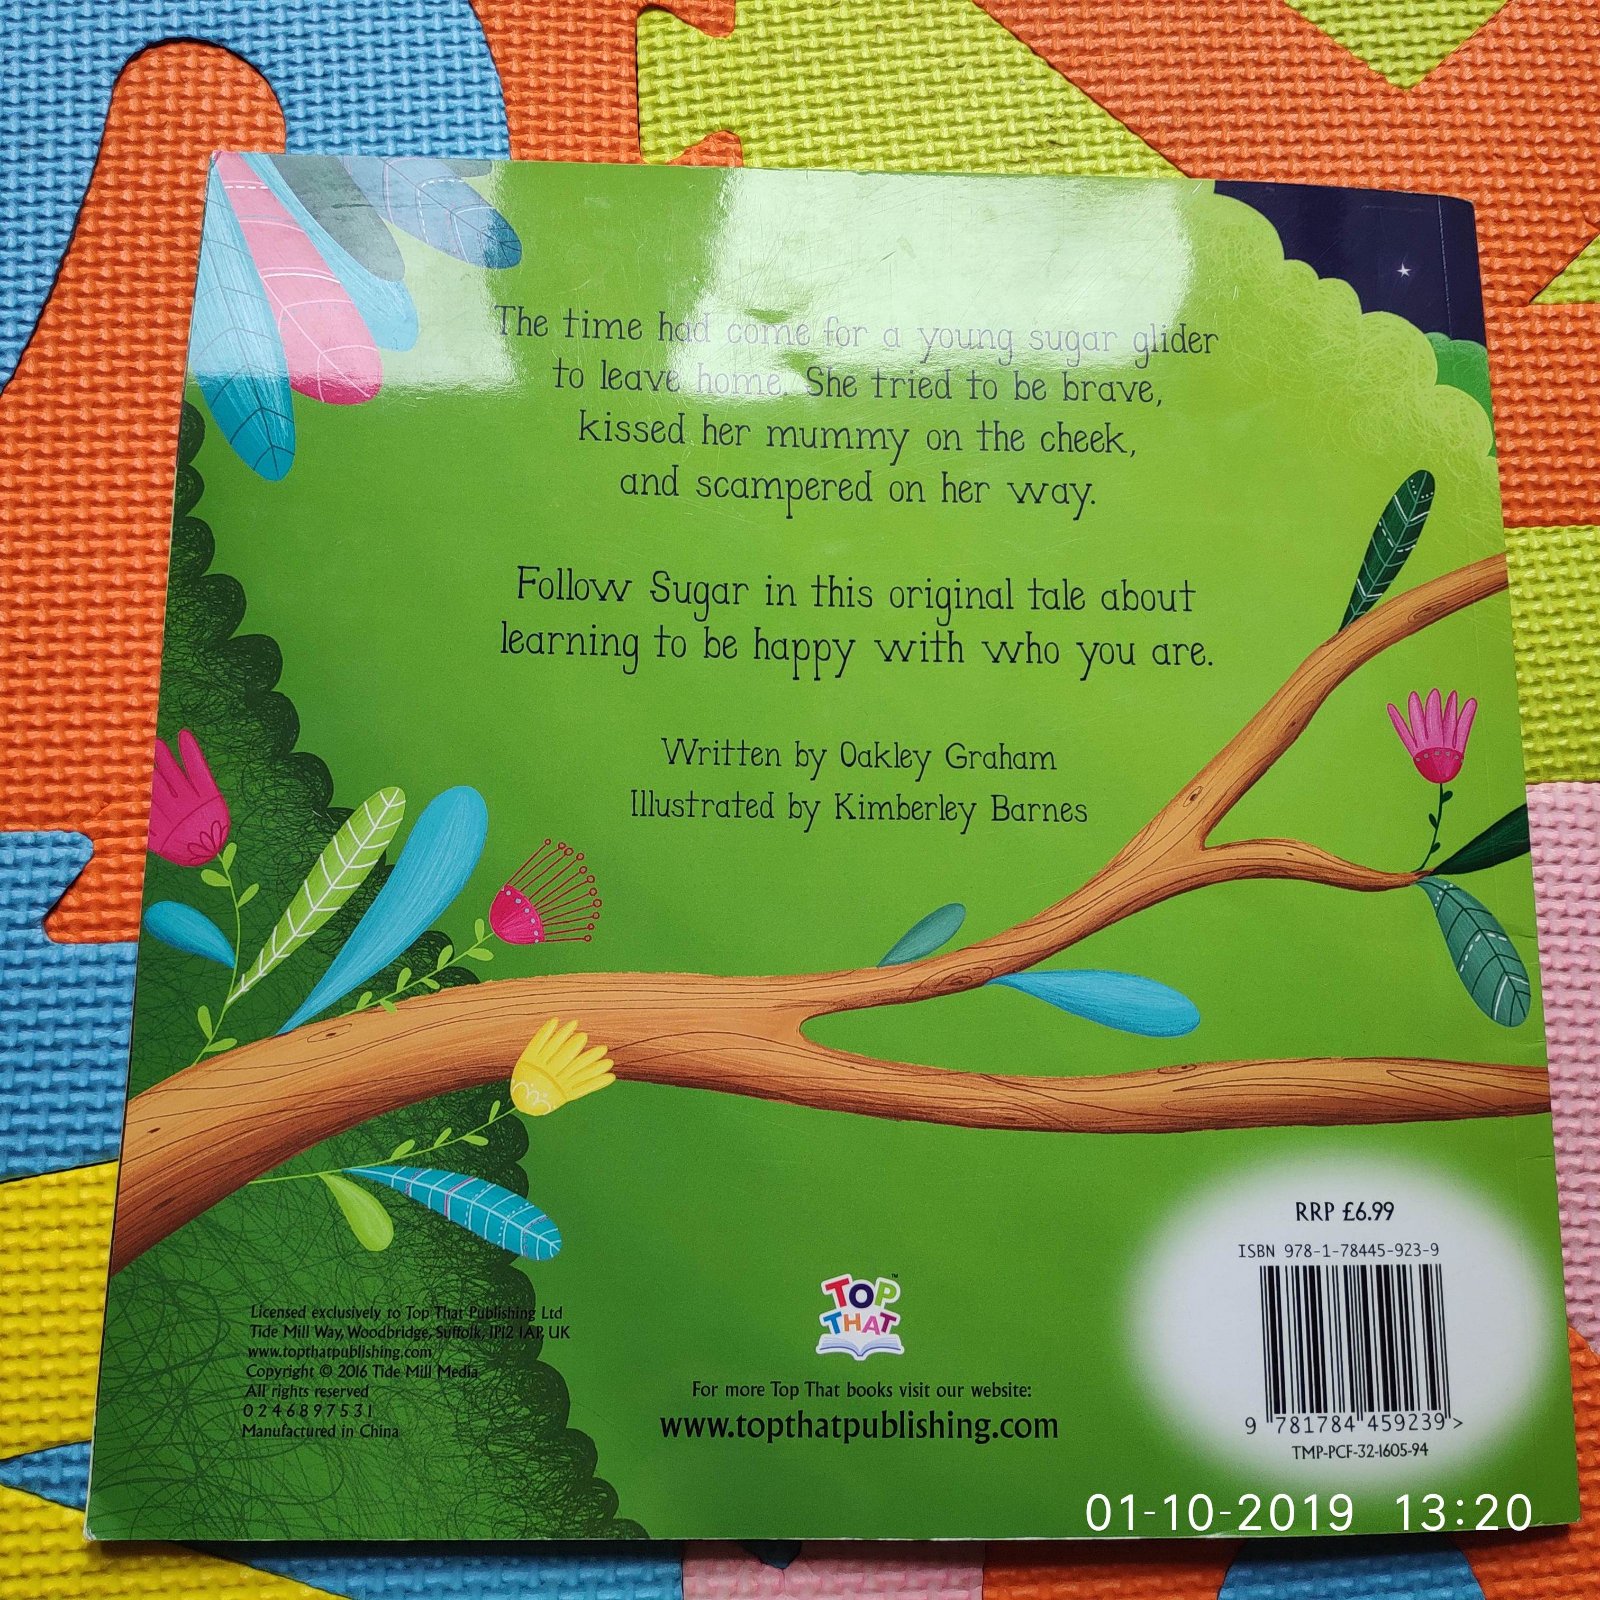 The time had come for a young sugar glider
to leave home. She tried to be brave,
kissed her mummy on the cheek,
and scampered on her way.
Follow Sugar in this original tale about
learning to be happy with who you are.
Written by Oakley Graham
Illustrated by Kimberley Barnes
RRP £6.99
ISBN 978-1-78445-923-9
9 781784 459239 >
TMP-PCF-32-1605-94
Licensed exclusively to Top That Publishing Ltd
Tide Mill Way, Woodbridge, Suffolk, IP12 1AP, UK
www.topthatpublishing.com
Copyright © 2016 Tide Mill Media
All rights reserved
0 2 4 6 8 9 7 5 3 1
Manufactured in China
TOP™
THAT
For more Top That books visit our website:
www.topthatpublishing.com
01-10-2019 13:20